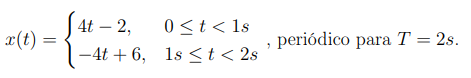 x(t) = { 4t − 2, 0 ≤ t < 1s
−4t + 6, 1s ≤ t < 2s , periódico para T = 2s.